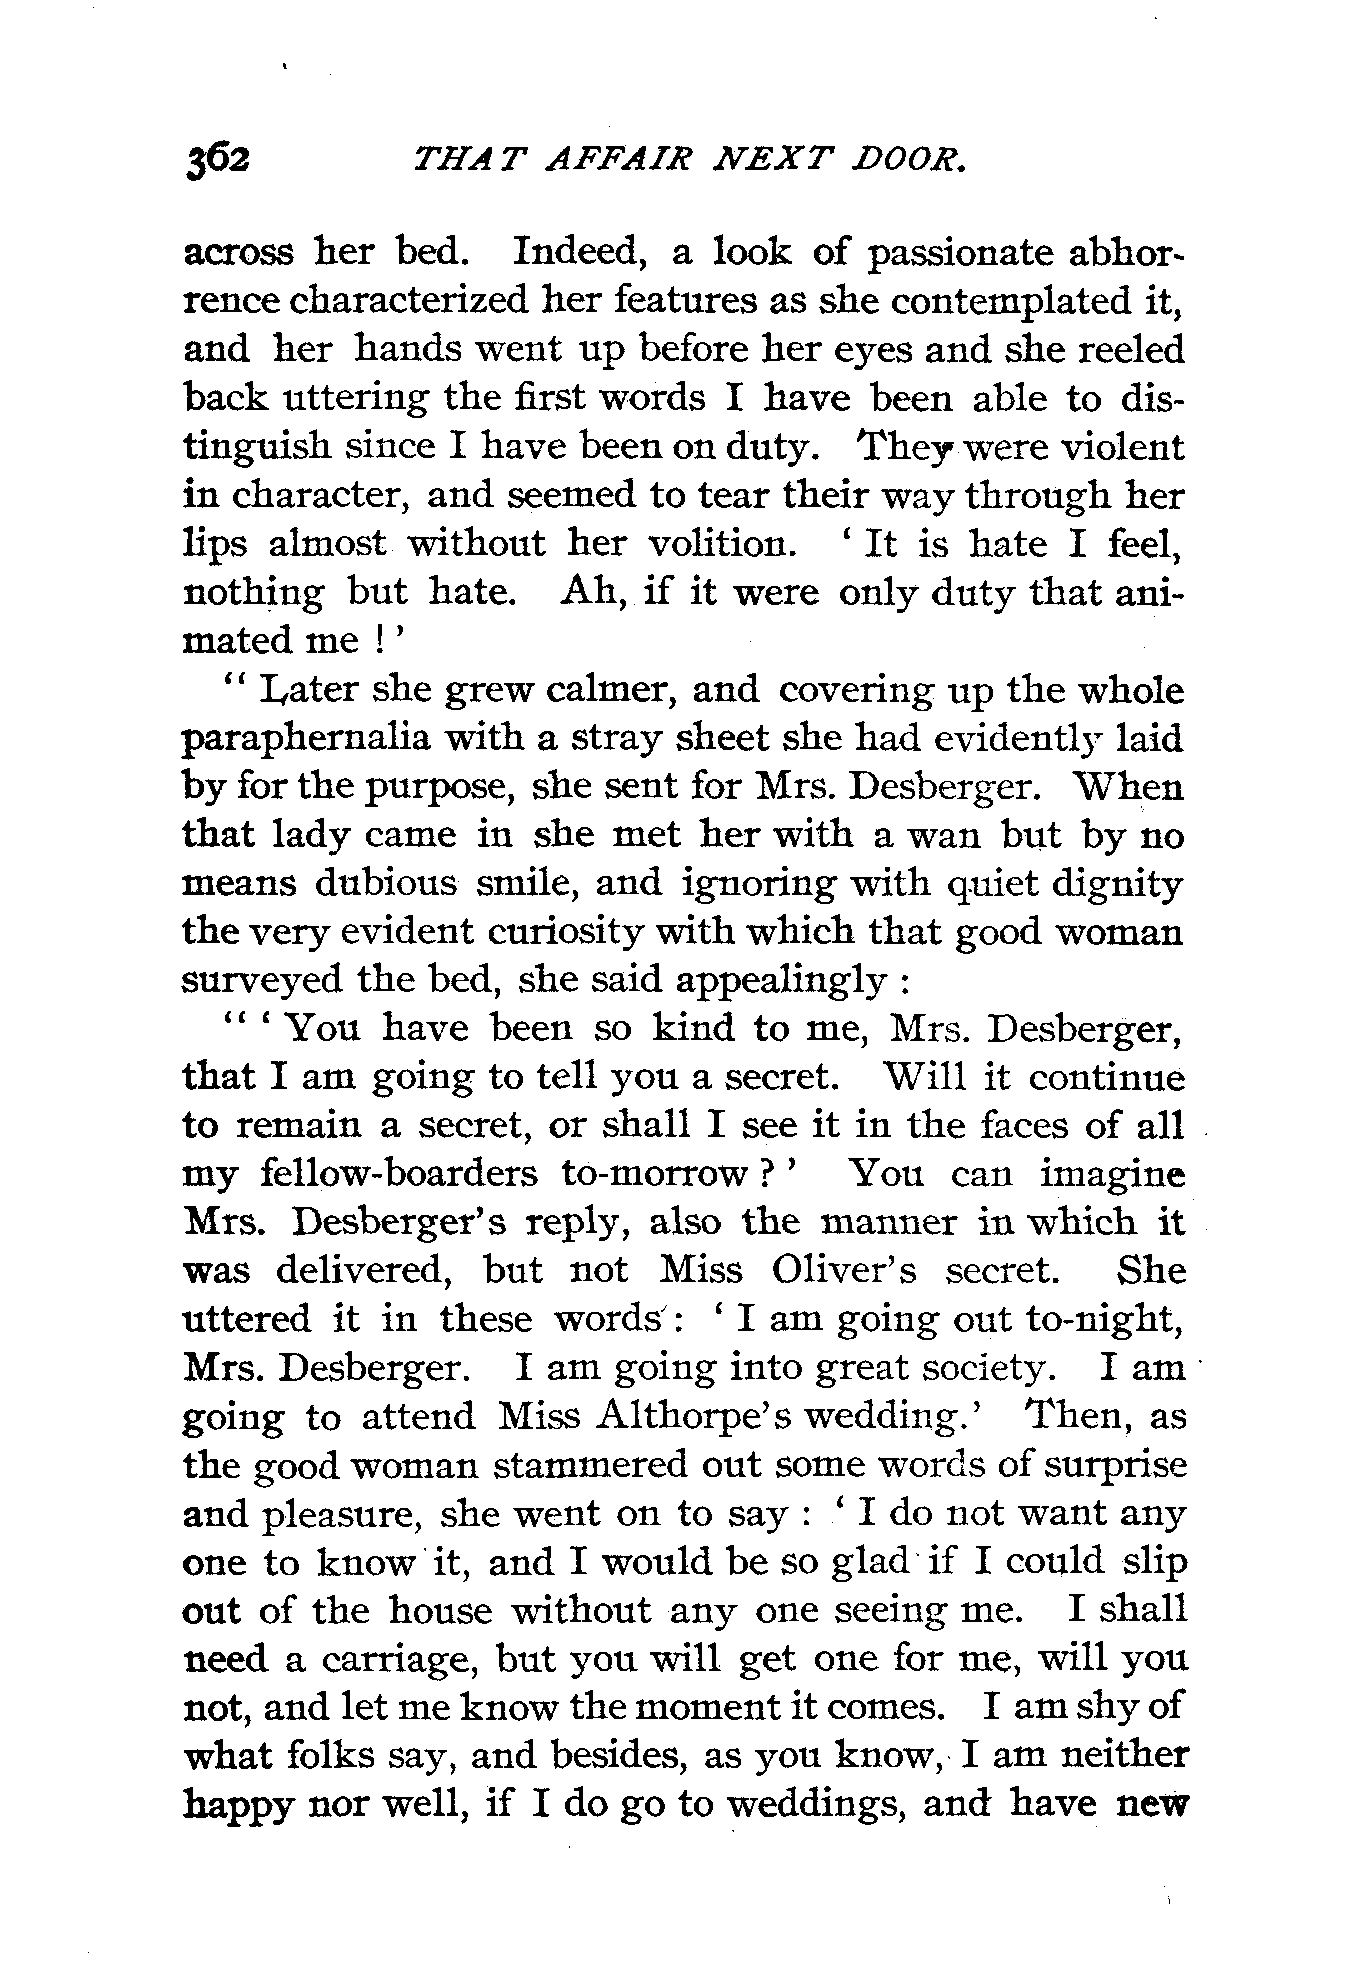 362 THAT AFFAIR NEXT DOOR.
across her bed. Indeed, a look of passionate abhor-
rence characterized her features as she contemplated it,
and her hands went up before her eyes and she reeled
back uttering the first words I have been able to dis-
tinguish since I have been on duty. They were violent
in character, and seemed to tear their way through her
lips almost without her volition. ‘ It is hate I feel,
nothing but hate. Ah, if it were only duty that ani-
mated me ! ’
“ Later she grew calmer, and covering up the whole
paraphernalia with a stray sheet she had evidently laid
by for the purpose, she sent for Mrs. Desberger. When
that lady came in she met her with a wan but by no
means dubious smile, and ignoring with quiet dignity
the very evident curiosity with which that good woman
surveyed the bed, she said appealingly :
“ ‘ You have been so kind to me, Mrs. Desberger,
that I am going to tell you a secret. Will it continue
to remain a secret, or shall I see it in the faces of all
my fellow-boarders to-morrow ? ’ You can imagine
Mrs. Desberger’s reply, also the manner in which it
was delivered, but not Miss Oliver’s secret. She
uttered it in these words : ‘ I am going out to-night,
Mrs. Desberger. I am going into great society. I am
going to attend Miss Althorpe’s wedding.’ Then, as
the good woman stammered out some words of surprise
and pleasure, she went on to say : ‘ I do not want any
one to know it, and I would be so glad if I could slip
out of the house without any one seeing me. I shall
need a carriage, but you will get one for me, will you
not, and let me know the moment it comes. I am shy of
what folks say, and besides, as you know, I am neither
happy nor well, if I do go to weddings, and have new